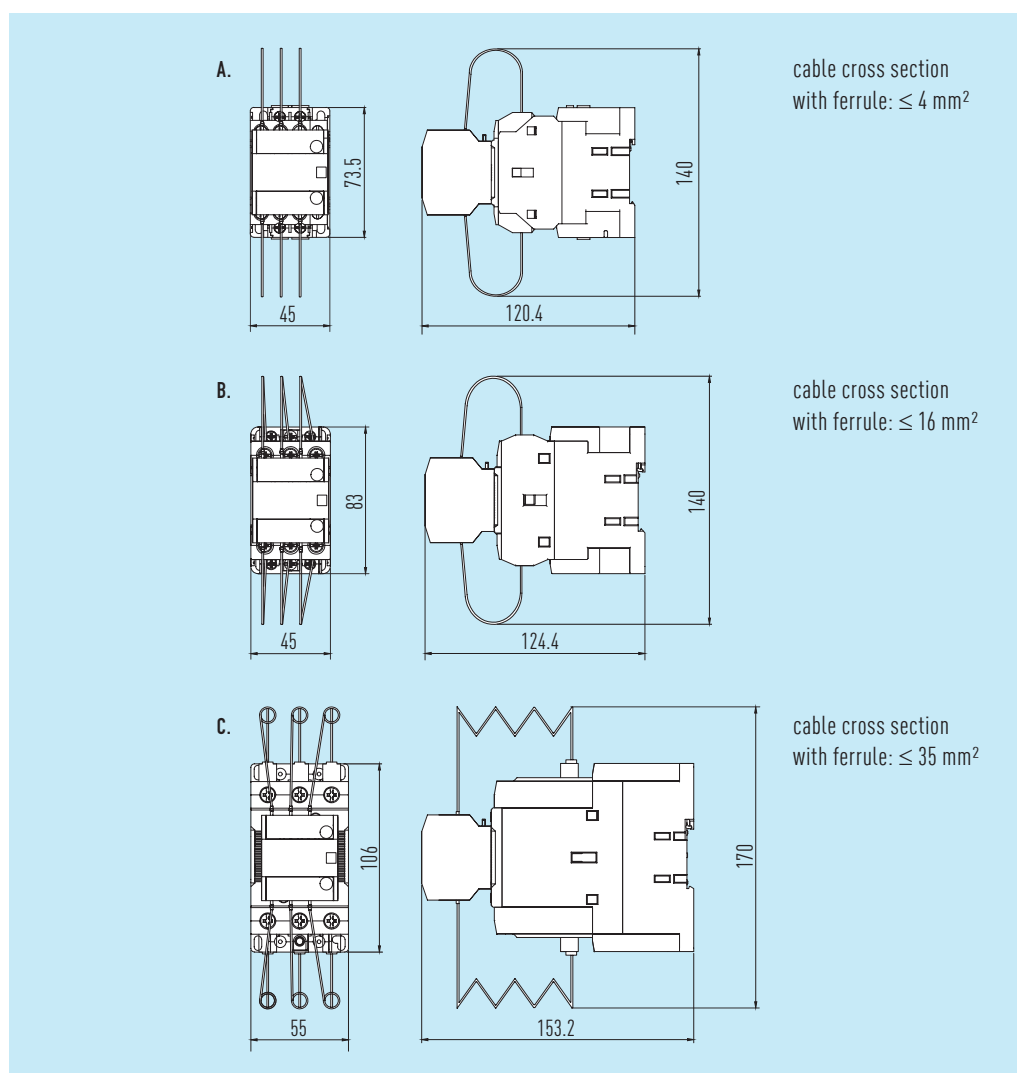 A.
cable cross section
with ferrule: ≤ 4 mm²
73.5
140
45
120.4
B.
cable cross section
with ferrule: ≤ 16 mm²
83
140
45
124.4
C.
cable cross section
with ferrule: ≤ 35 mm²
106
170
55
153.2